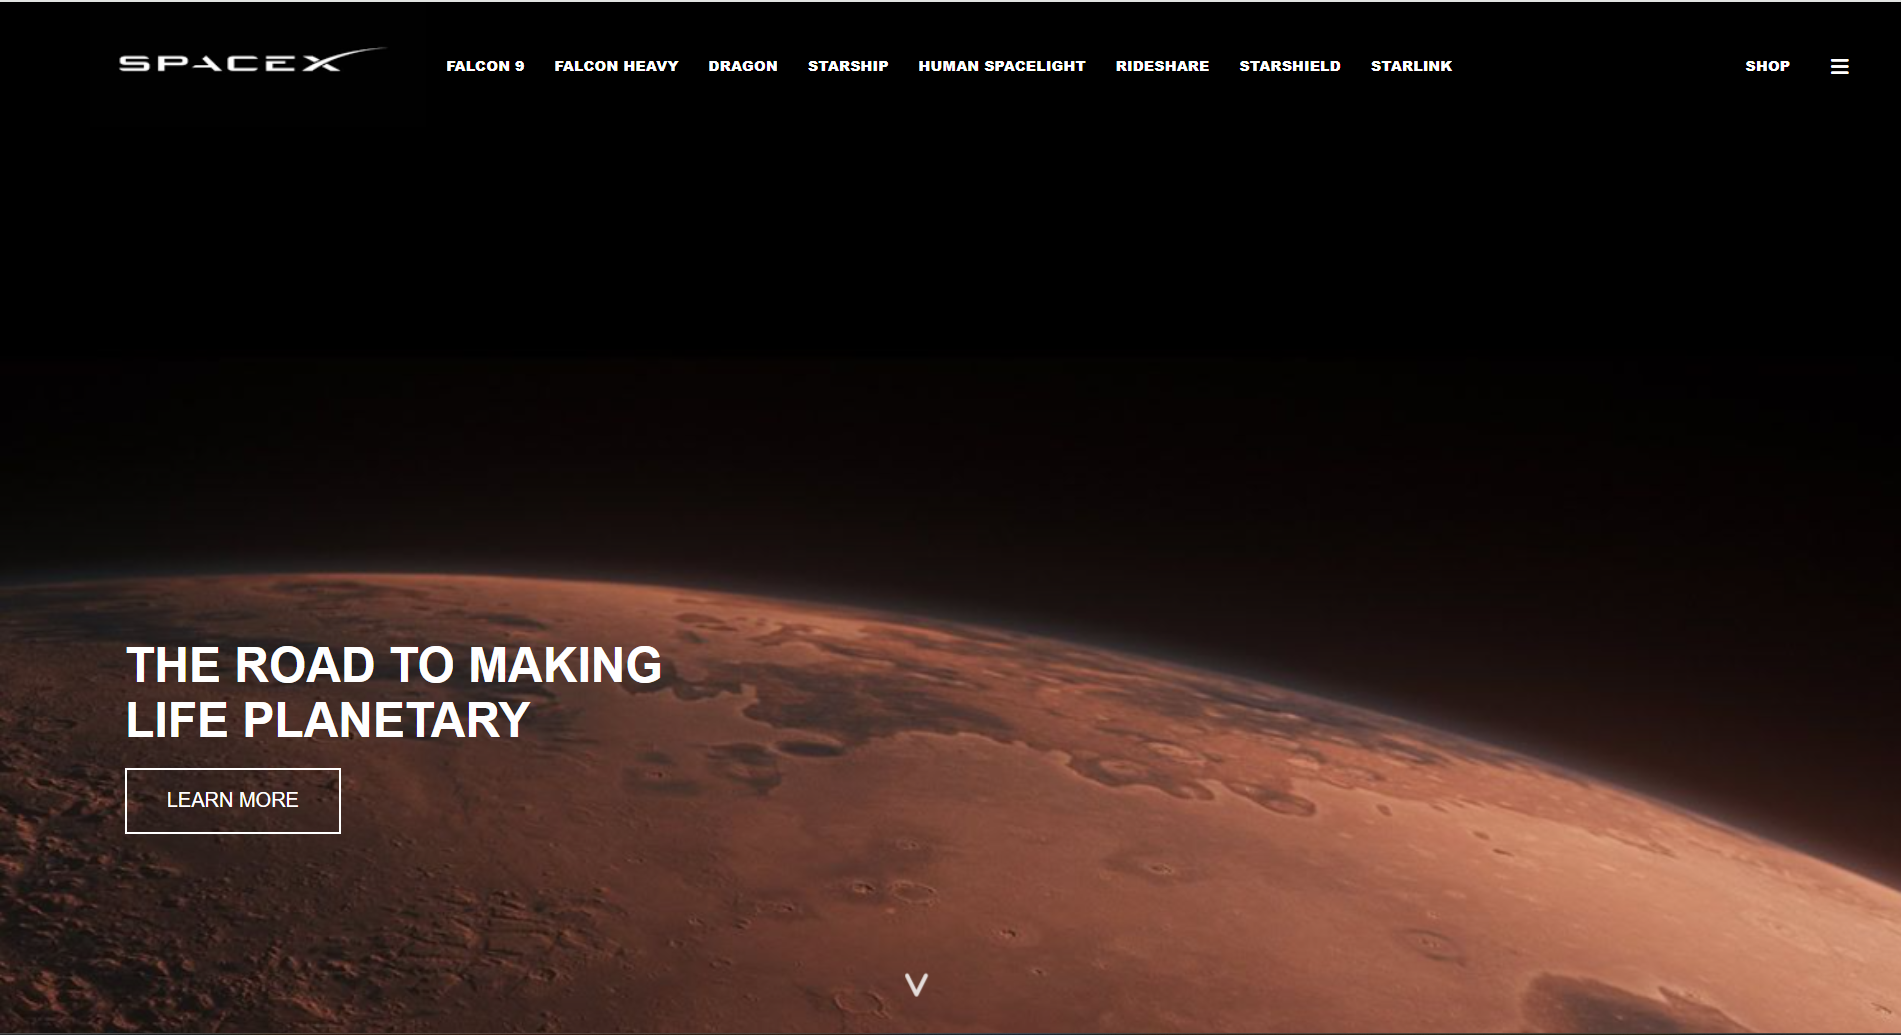 SPACEX FALCON 9 FALCON HEAVY DRAGON STARSHIP HUMAN SPACELIGHT RIDESHARE STARSHIELD STARLINK SHOP
THE ROAD TO MAKING
LIFE PLANETARY
LEARN MORE